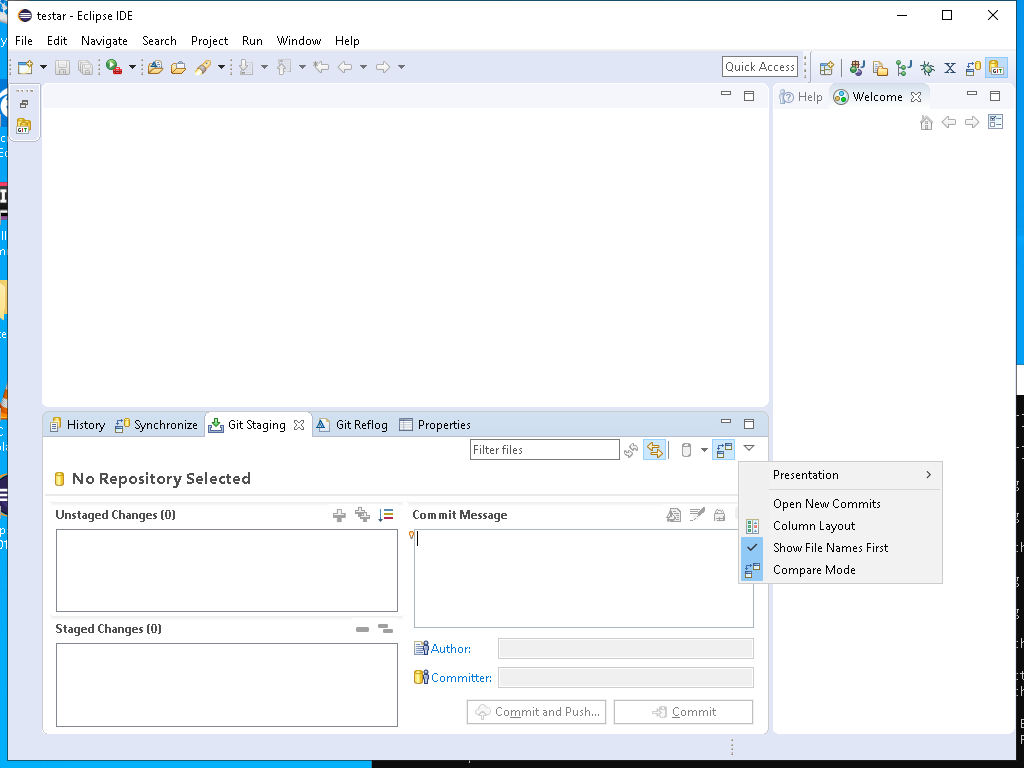 testar - Eclipse IDE
File Edit Navigate Search Project Run Window Help
Quick Access
Help Welcome
History Synchronize Git Staging Git Reflog Properties
Filter files
No Repository Selected
Unstaged Changes (0)
Staged Changes (0)
Commit Message
Author:
Committer:
Commit and Push...
Commit
Presentation
Open New Commits
Column Layout
Show File Names First
Compare Mode